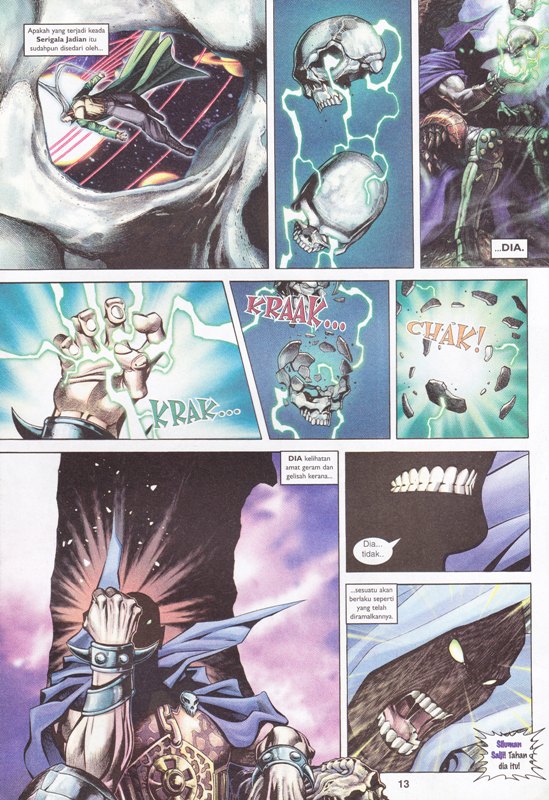 Apakah yang terjadi keada
Serigala Jadian itu
sudahpun disedari oleh...
...DIA.
KRAK...
KRAAK...
CHAK!
DIA kelihatan
amat geram dan
gelisah kerana...
Dia...
tidak..
...sesuatu akan
berlaku seperti
yang telah
diramalkannya.
Siluman
Salji! Tahan
dia itu!
13